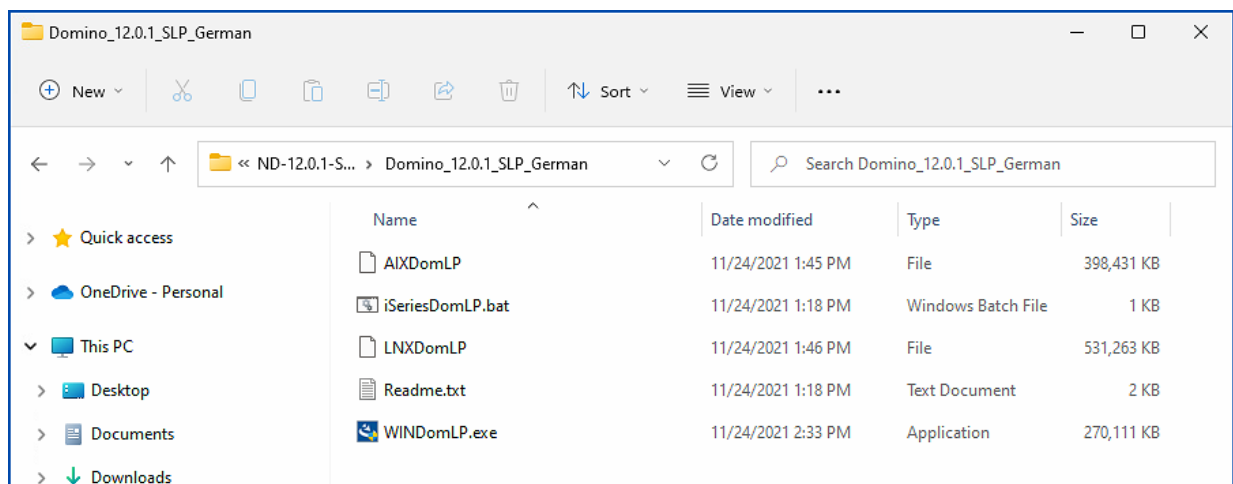 Domino_12.0.1_SLP_German
New Sort View ...
« ND-12.0.1-S... > Domino_12.0.1_SLP_German Search Domino_12.0.1_SLP_German
Name Date modified Type Size
Quick access
OneDrive - Personal
This PC
Desktop
Documents
Downloads
AIXDomLP 11/24/2021 1:45 PM File 398,431 KB
iSeriesDomLP.bat 11/24/2021 1:18 PM Windows Batch File 1 KB
LNXDomLP 11/24/2021 1:46 PM File 531,263 KB
Readme.txt 11/24/2021 1:18 PM Text Document 2 KB
WINDomLP.exe 11/24/2021 2:33 PM Application 270,111 KB